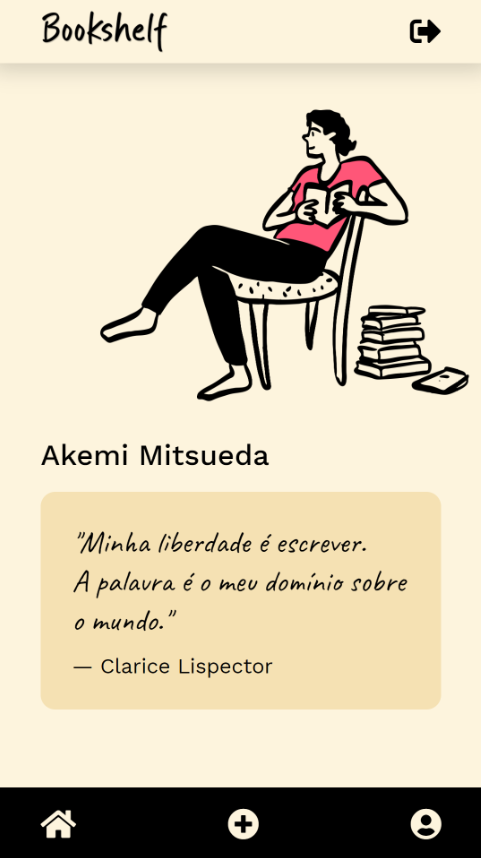 Bookshelf
Akemi Mitsueda
"Minha liberdade é escrever.
A palavra é o meu domínio sobre
o mundo."
— Clarice Lispector